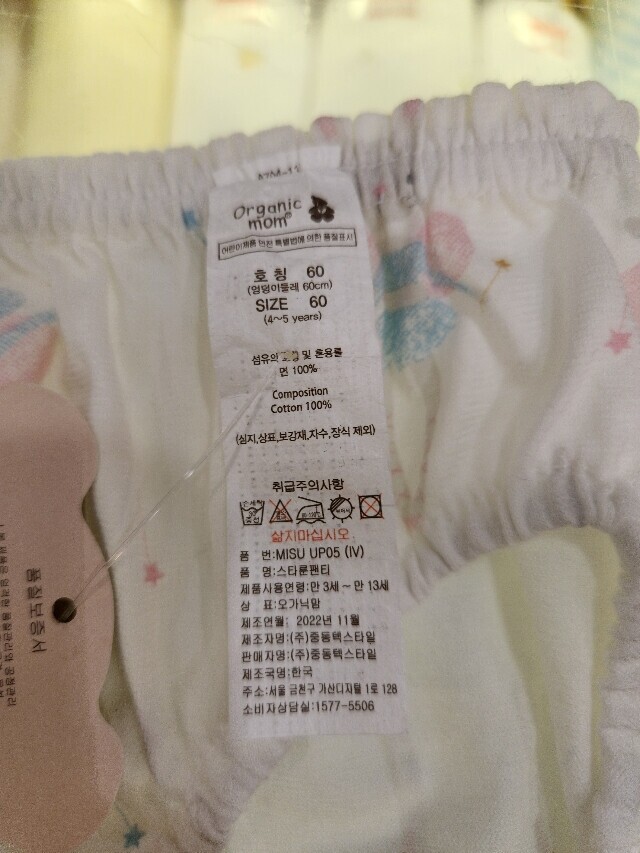 Organic
mom®
어린이제품 안전 특별법에 의한 품질표시
호 칭 60
(엉덩이둘레 60cm)
SIZE 60
(4~5 years)
섬유의 및 혼용률
면 100%
Composition
Cotton 100%
(심지,상표,보강재,자수,장식 제외)
취급주의사항
삶지마십시오
품 번:MISU UP05 (IV)
품 명:스타룬팬티
제품사용연령:만 3세 ~ 만 13세
상 표:오가닉맘
제조연월: 2022년 11월
제조자명:(주)중동텍스타일
판매자명:(주)중동텍스타일
제조국명:한국
주소:서울 금천구 가산디지털 1로 128
소비자상담실:1577-5506
품질보증서